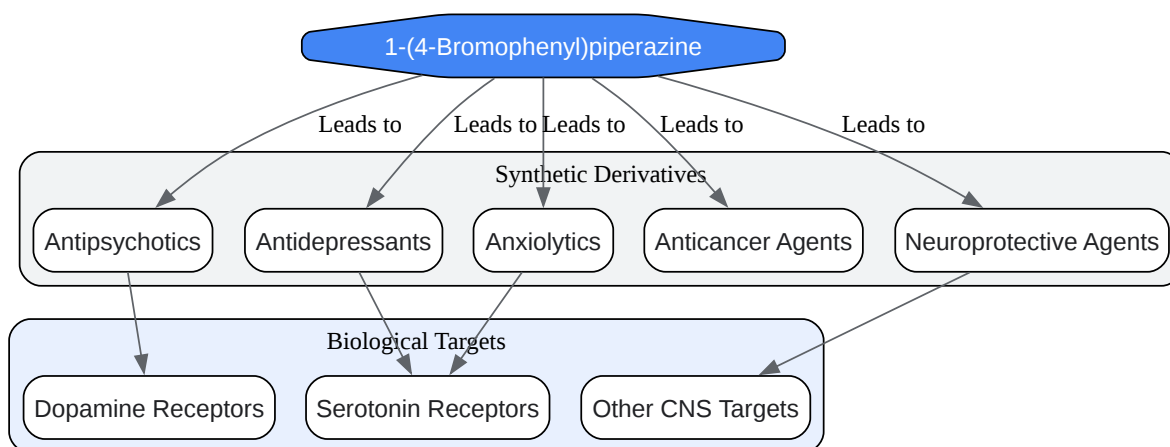 1-(4-Bromophenyl)piperazine
Leads to
Leads to
Leads to
Leads to
Leads to
Synthetic Derivatives
Antipsychotics
Antidepressants
Anxiolytics
Anticancer Agents
Neuroprotective Agents
Biological Targets
Dopamine Receptors
Serotonin Receptors
Other CNS Targets